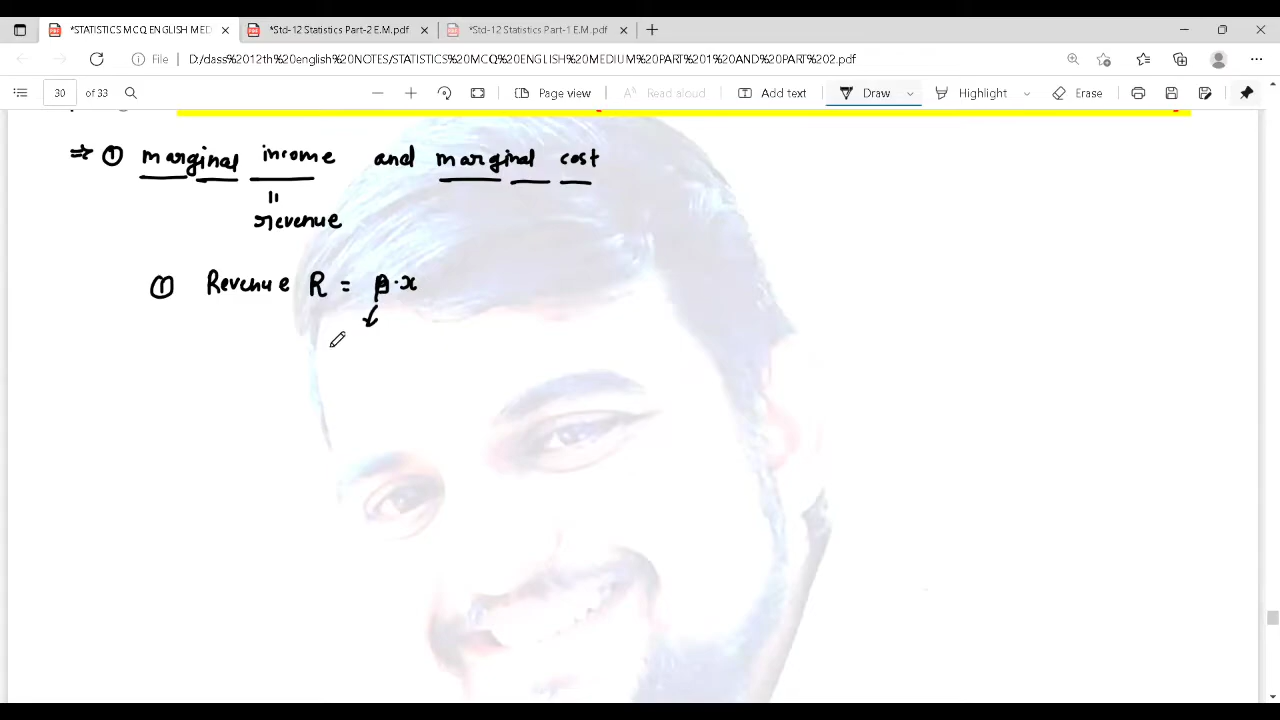 *STATISTICS MCQ ENGLISH MED
*Std-12 Statistics Part-2 E.M.pdf
*Std-12 Statistics Part-1 E.M.pdf
File D:/class%2012th%20english%20NOTES/STATISTICS%20MCQ%20ENGLISH%20MEDIUM%20PART%201%20AND%20PART%202.pdf
30 of 33 Page view Read aloud Add text Draw Highlight Erase
⇒ ① marginal income and marginal cost
=
revenue
① Revenue R = p·x